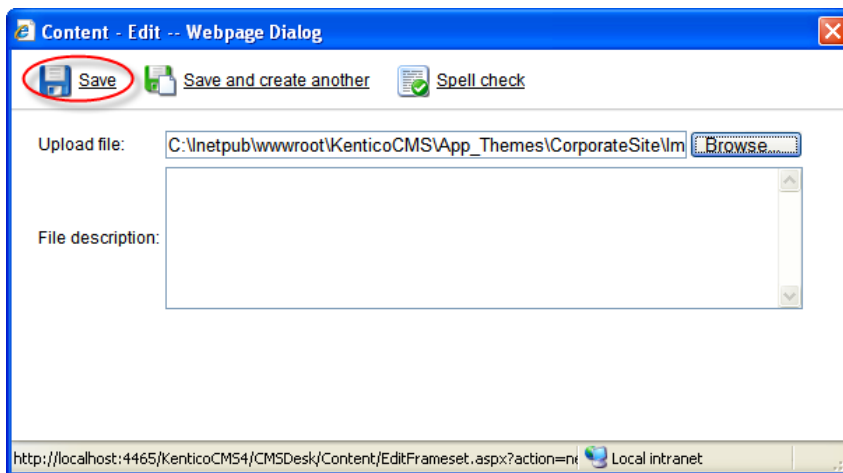 Content - Edit -- Webpage Dialog
Save Save and create another Spell check
Upload file: C:\Inetpub\wwwroot\KenticoCMS\App_Themes\CorporateSite\Im Browse...
File description:
http://localhost:4465/KenticoCMS4/CMSDesk/Content/EditFrameset.aspx?action=ne Local intranet